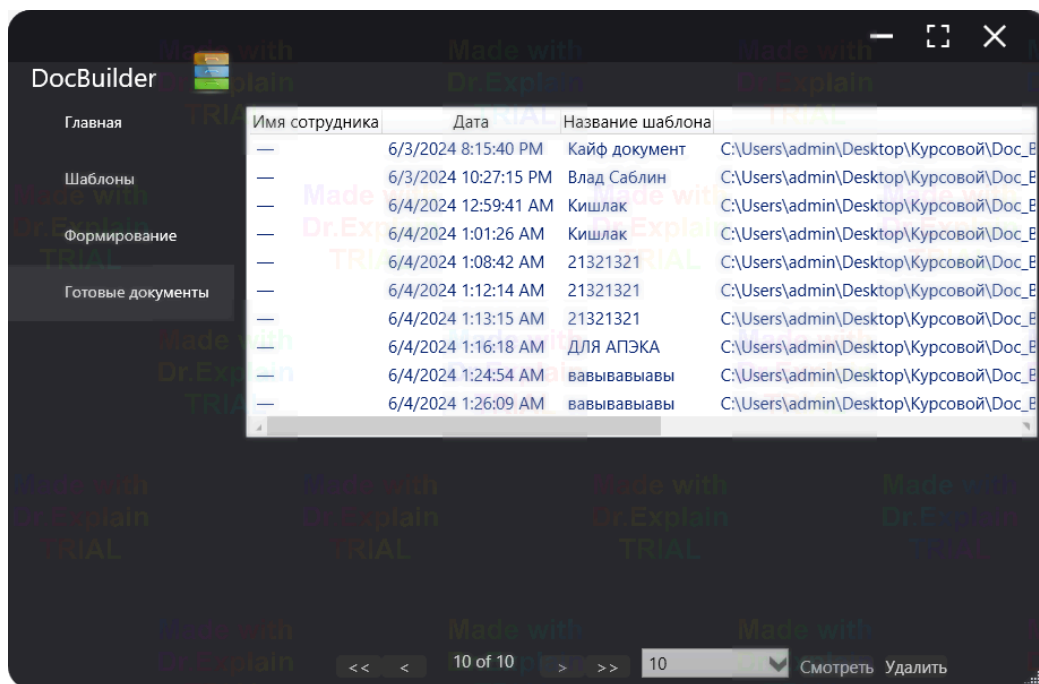 DocBuilder
Главная
Шаблоны
Формирование
Готовые документы
Имя сотрудника Дата Название шаблона
— 6/3/2024 8:15:40 PM Кайф документ C:\Users\admin\Desktop\Курсовой\Doc_B
— 6/3/2024 10:27:15 PM Влад Саблин C:\Users\admin\Desktop\Курсовой\Doc_B
— 6/4/2024 12:59:41 AM Кишлак C:\Users\admin\Desktop\Курсовой\Doc_B
— 6/4/2024 1:01:26 AM Кишлак C:\Users\admin\Desktop\Курсовой\Doc_B
— 6/4/2024 1:08:42 AM 21321321 C:\Users\admin\Desktop\Курсовой\Doc_B
— 6/4/2024 1:12:14 AM 21321321 C:\Users\admin\Desktop\Курсовой\Doc_B
— 6/4/2024 1:13:15 AM 21321321 C:\Users\admin\Desktop\Курсовой\Doc_B
— 6/4/2024 1:16:18 AM ДЛЯ АПЭКА C:\Users\admin\Desktop\Курсовой\Doc_B
— 6/4/2024 1:24:54 AM вавывавыавы C:\Users\admin\Desktop\Курсовой\Doc_B
— 6/4/2024 1:26:09 AM вавывавыавы C:\Users\admin\Desktop\Курсовой\Doc_B
<< < 10 of 10 > >> 10 Смотреть Удалить
Made with
Dr.Explain
TRIAL